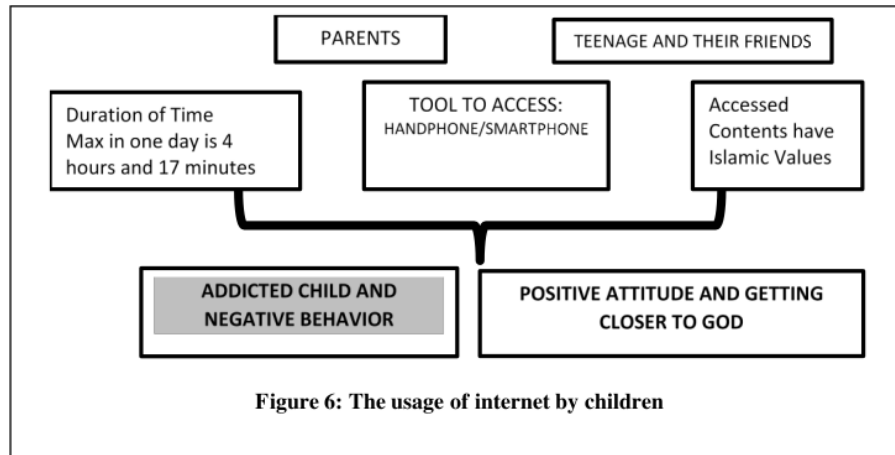 PARENTS
TEENAGE AND THEIR FRIENDS
Duration of Time
Max in one day is 4
hours and 17 minutes
TOOL TO ACCESS:
HANDPHONE/SMARTPHONE
Accessed
Contents have
Islamic Values
ADDICTED CHILD AND
NEGATIVE BEHAVIOR
POSITIVE ATTITUDE AND GETTING
CLOSER TO GOD
Figure 6: The usage of internet by children